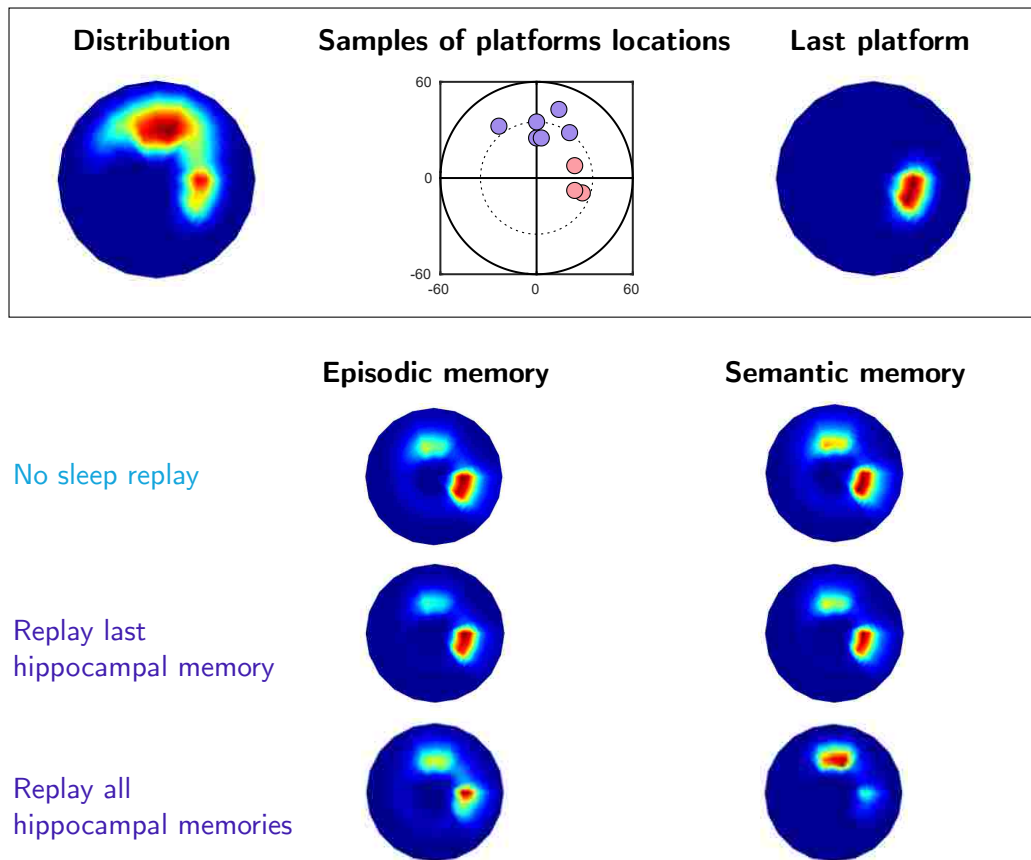 Distribution
Samples of platforms locations
Last platform
60
0
-60
-60
0
60
Episodic memory
Semantic memory
No sleep replay
Replay last
hippocampal memory
Replay all
hippocampal memories